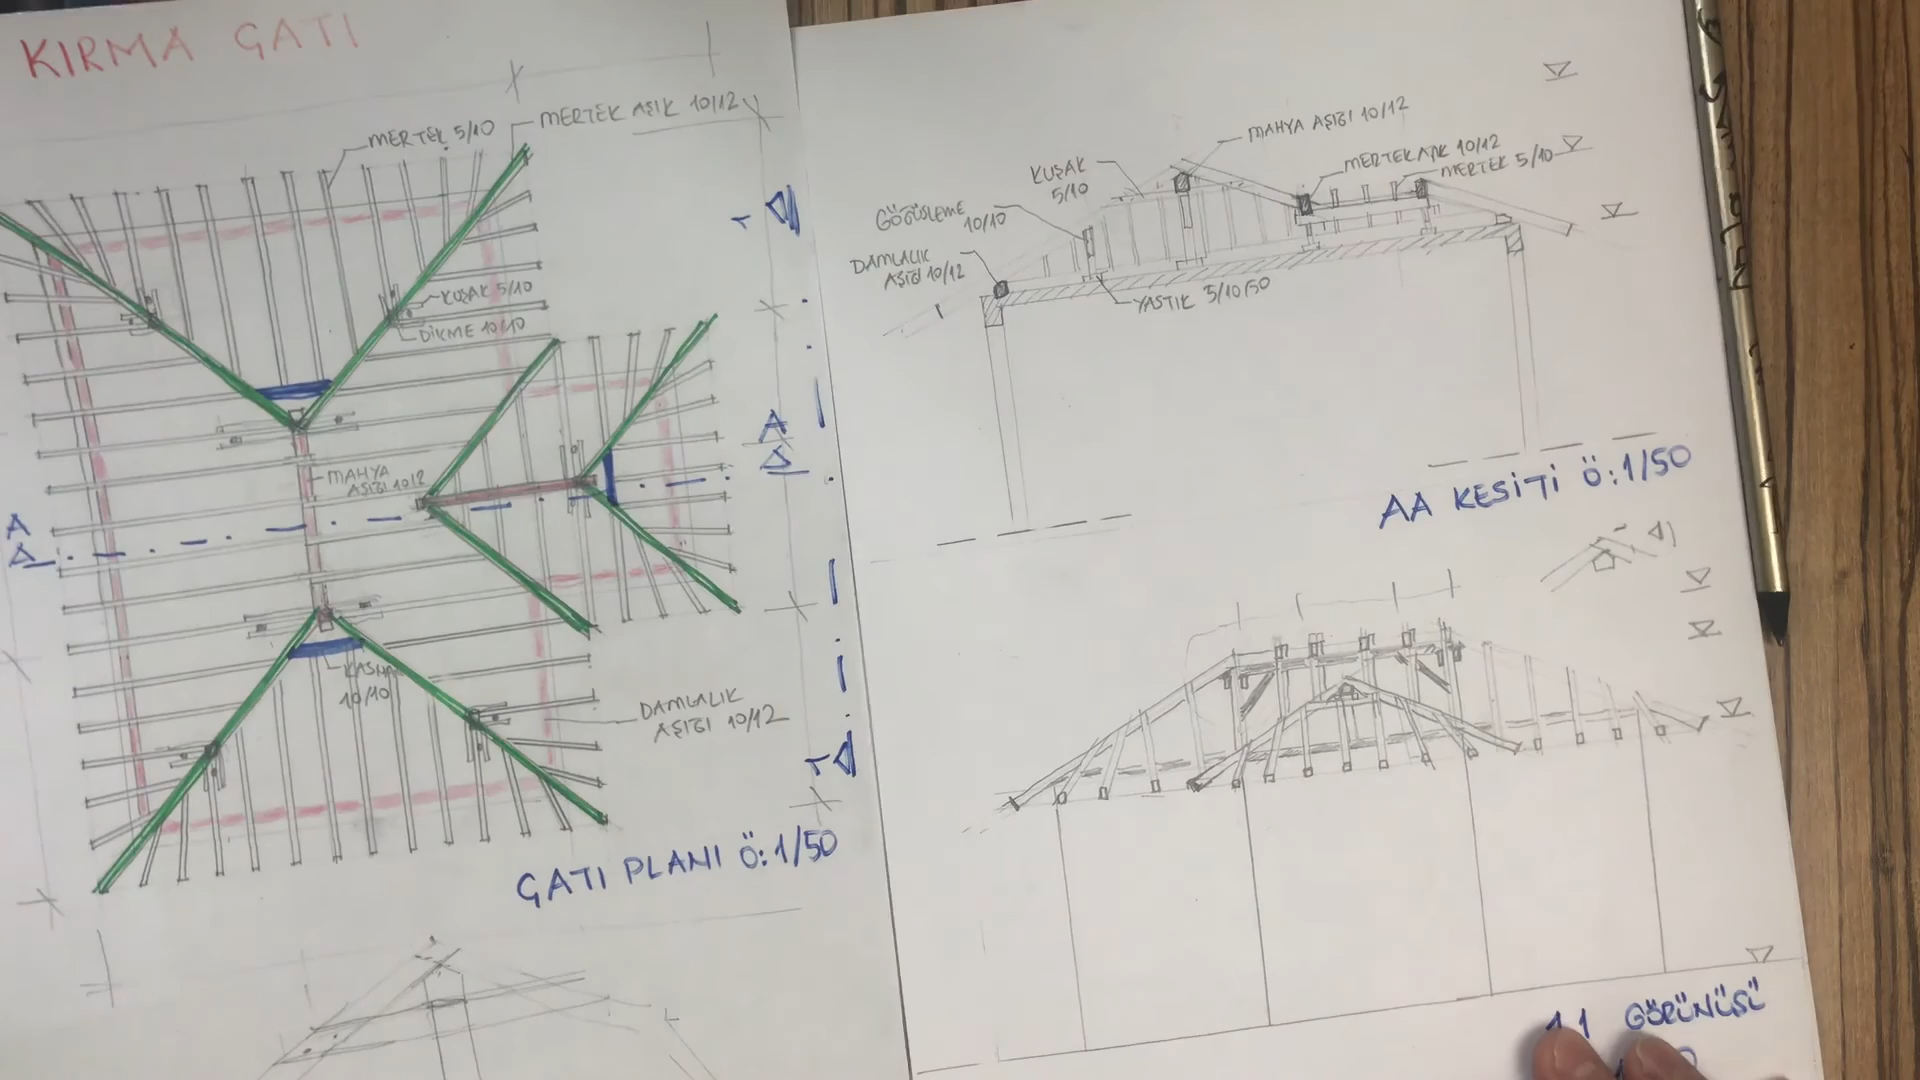 KIRMA ÇATI
MERTEK 5/10
MERTEK AŞIK 10/12
KUŞAK 5/10
DİKME 10/10
MAHYA
AŞIĞI 10/12
A
A
KASNAK
10/10
DAMLALIK
AŞIĞI 10/12
ÇATI PLANI Ö:1/50
MAHYA AŞIĞI 10/12
KUŞAK
5/10
MERTEK AŞIK 10/12
MERTEK 5/10
GÖĞÜSLEME
10/10
DAMLALIK
AŞIĞI 10/12
YASTIK 5/10/50
AA KESİTİ Ö:1/50
11 GÖRÜNÜŞÜ